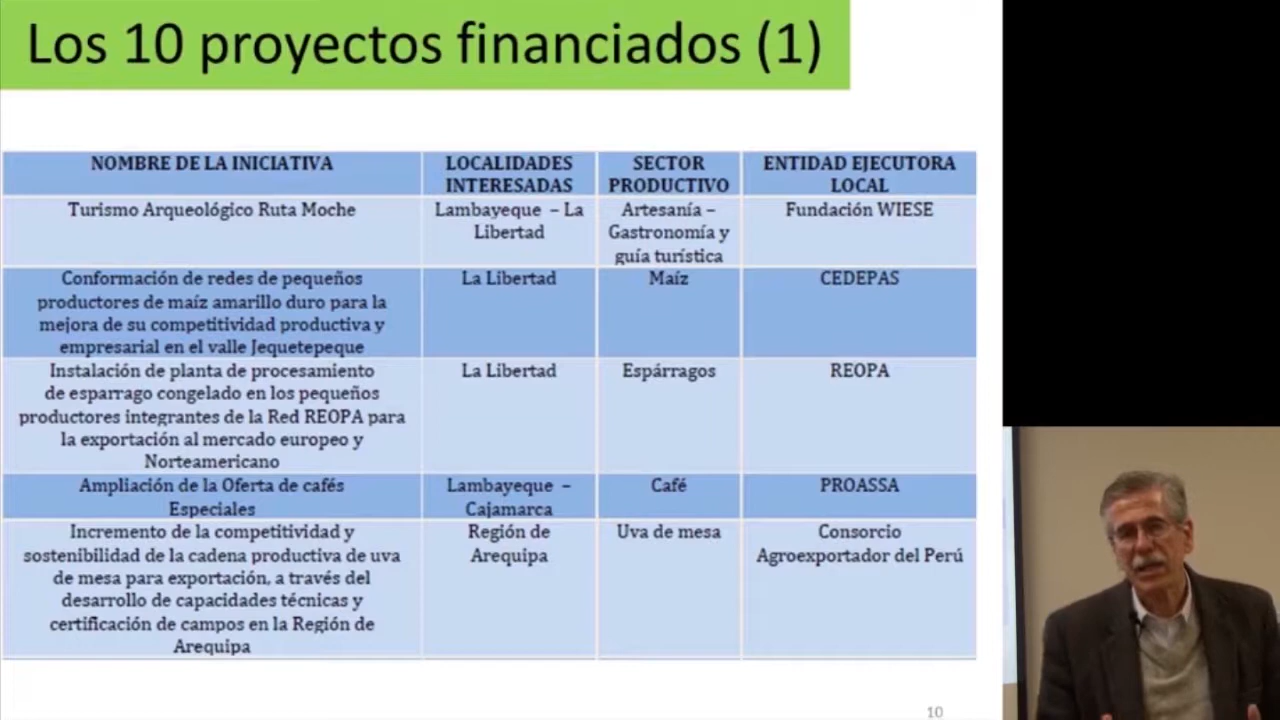 Los 10 proyectos financiados (1)
NOMBRE DE LA INICIATIVA
LOCALIDADES
INTERESADAS
SECTOR
PRODUCTIVO
ENTIDAD EJECUTORA
LOCAL
Turismo Arqueológico Ruta Moche
Lambayeque – La
Libertad
Artesanía –
Gastronomía y
guía turística
Fundación WIESE
Conformación de redes de pequeños
productores de maíz amarillo duro para la
mejora de su competitividad productiva y
empresarial en el valle Jequetepeque
La Libertad
Maíz
CEDEPAS
Instalación de planta de procesamiento
de esparrago congelado en los pequeños
productores integrantes de la Red REOPA para
la exportación al mercado europeo y
Norteamericano
La Libertad
Espárragos
REOPA
Ampliación de la Oferta de cafés
Especiales
Lambayeque –
Cajamarca
Café
PROASSA
Incremento de la competitividad y
sostenibilidad de la cadena productiva de uva
de mesa para exportación, a través del
desarrollo de capacidades técnicas y
certificación de campos en la Región de
Arequipa
Región de
Arequipa
Uva de mesa
Consorcio
Agroexportador del Perú
10